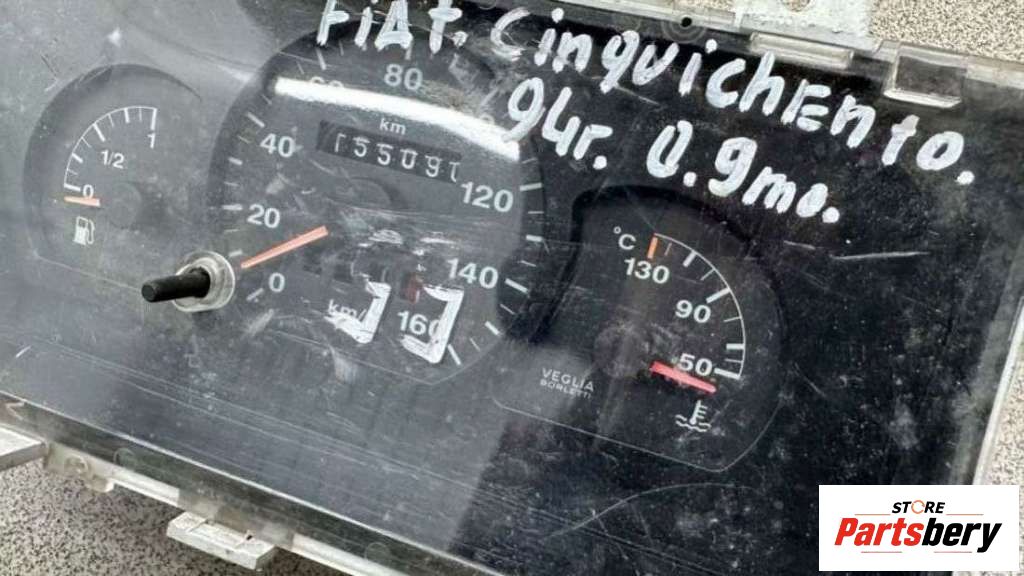 FiAT. CinquichEnto.
94r. 0.9mo.
80
km
40
120
20
140
0
km/
160
1
1/2
0
°C
130
90
50
VEGLIA
BORLETTI
STORE
Partsbery